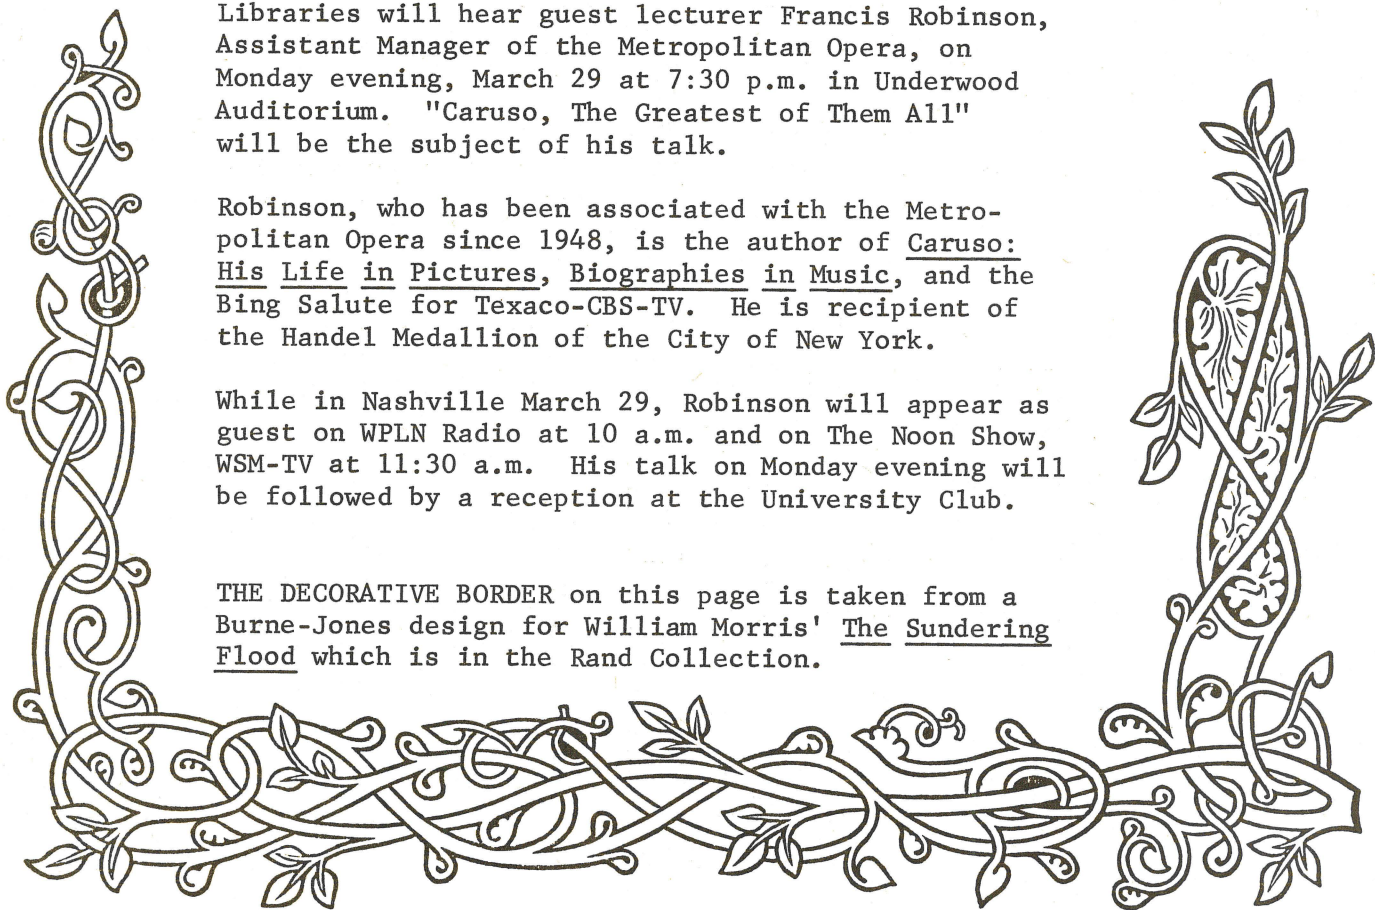 Libraries will hear guest lecturer Francis Robinson,
Assistant Manager of the Metropolitan Opera, on
Monday evening, March 29 at 7:30 p.m. in Underwood
Auditorium.  "Caruso, The Greatest of Them All"
will be the subject of his talk.
Robinson, who has been associated with the Metro-
politan Opera since 1948, is the author of Caruso:
His Life in Pictures, Biographies in Music, and the
Bing Salute for Texaco-CBS-TV.  He is recipient of
the Handel Medallion of the City of New York.
While in Nashville March 29, Robinson will appear as
guest on WPLN Radio at 10 a.m. and on The Noon Show,
WSM-TV at 11:30 a.m.  His talk on Monday evening will
be followed by a reception at the University Club.
THE DECORATIVE BORDER on this page is taken from a
Burne-Jones design for William Morris' The Sundering
Flood which is in the Rand Collection.